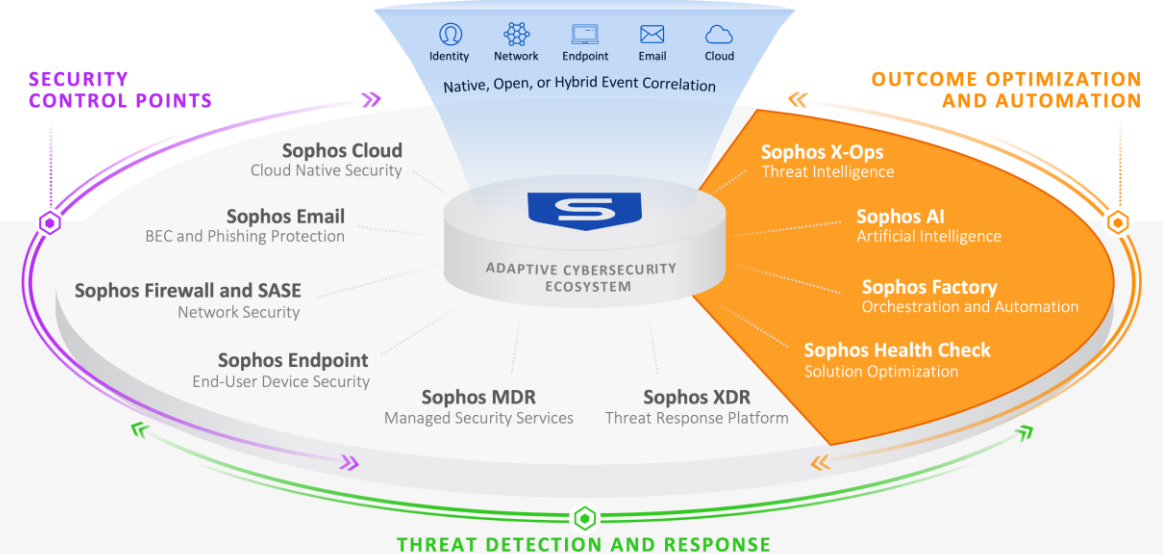 Identity
Network
Endpoint
Email
Cloud
Native, Open, or Hybrid Event Correlation
SECURITY
CONTROL POINTS
OUTCOME OPTIMIZATION
AND AUTOMATION
Sophos Cloud
Cloud Native Security
Sophos Email
BEC and Phishing Protection
Sophos Firewall and SASE
Network Security
Sophos Endpoint
End-User Device Security
Sophos MDR
Managed Security Services
Sophos XDR
Threat Response Platform
Sophos X-Ops
Threat Intelligence
Sophos AI
Artificial Intelligence
Sophos Factory
Orchestration and Automation
Sophos Health Check
Solution Optimization
S
ADAPTIVE CYBERSECURITY
ECOSYSTEM
THREAT DETECTION AND RESPONSE